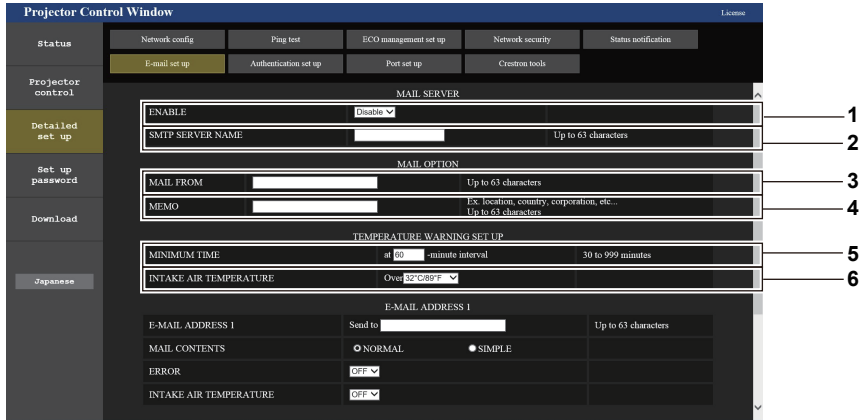 Projector Control Window
License
Status
Network config
Ping test
ECO management set up
Network security
Status notification
E-mail set up
Authentication set up
Port set up
Crestron tools
Projector
control
Detailed
set up
Set up
password
Download
Japanese
MAIL SERVER
ENABLE Disable 1
SMTP SERVER NAME Up to 63 characters 2
MAIL OPTION
MAIL FROM Up to 63 characters 3
MEMO Ex. location, country, corporation, etc...
Up to 63 characters 4
TEMPERATURE WARNING SET UP
MINIMUM TIME at 60 -minute interval 30 to 999 minutes 5
INTAKE AIR TEMPERATURE Over 32°C/89°F 6
E-MAIL ADDRESS 1
E-MAIL ADDRESS 1 Send to Up to 63 characters
MAIL CONTENTS NORMAL SIMPLE
ERROR OFF
INTAKE AIR TEMPERATURE OFF